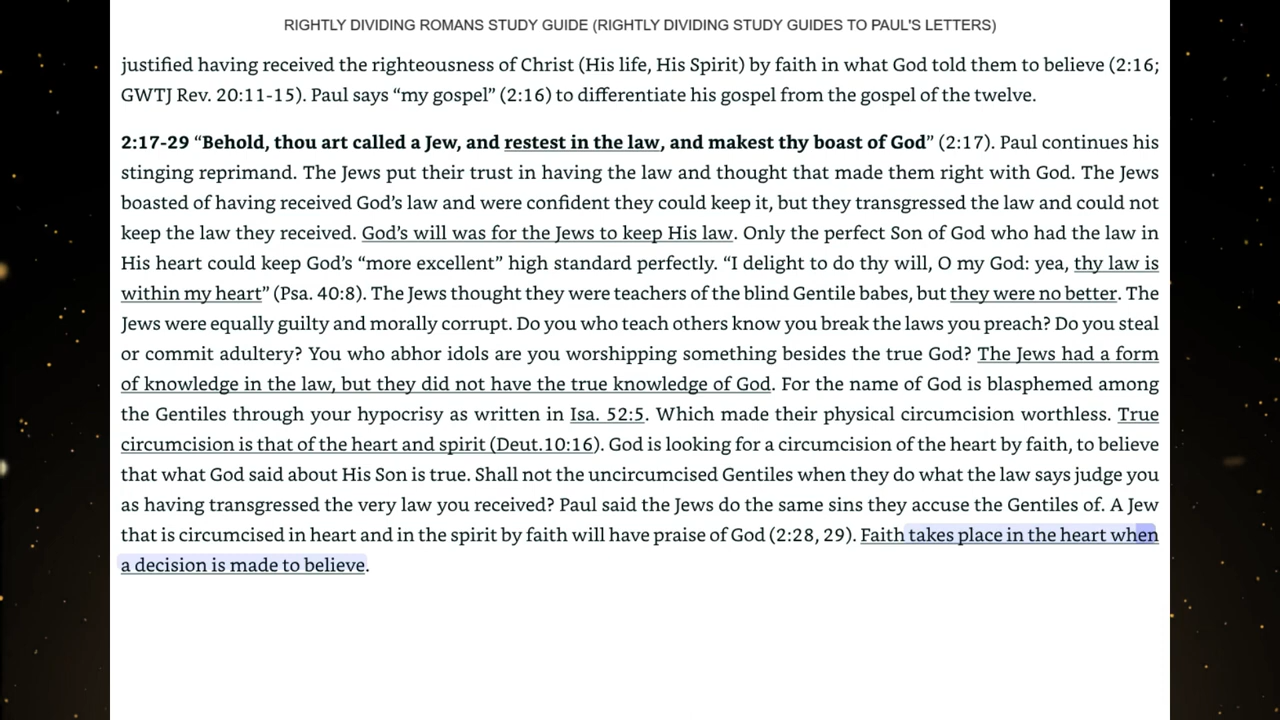 RIGHTLY DIVIDING ROMANS STUDY GUIDE (RIGHTLY DIVIDING STUDY GUIDES TO PAUL'S LETTERS)
justified having received the righteousness of Christ (His life, His Spirit) by faith in what God told them to believe (2:16;
GWTJ Rev. 20:11-15). Paul says “my gospel” (2:16) to differentiate his gospel from the gospel of the twelve.
2:17-29 “Behold, thou art called a Jew, and restest in the law, and makest thy boast of God” (2:17). Paul continues his
stinging reprimand. The Jews put their trust in having the law and thought that made them right with God. The Jews
boasted of having received God’s law and were confident they could keep it, but they transgressed the law and could not
keep the law they received. God’s will was for the Jews to keep His law. Only the perfect Son of God who had the law in
His heart could keep God’s “more excellent” high standard perfectly. “I delight to do thy will, O my God: yea, thy law is
within my heart” (Psa. 40:8). The Jews thought they were teachers of the blind Gentile babes, but they were no better. The
Jews were equally guilty and morally corrupt. Do you who teach others know you break the laws you preach? Do you steal
or commit adultery? You who abhor idols are you worshipping something besides the true God? The Jews had a form
of knowledge in the law, but they did not have the true knowledge of God. For the name of God is blasphemed among
the Gentiles through your hypocrisy as written in Isa. 52:5. Which made their physical circumcision worthless. True
circumcision is that of the heart and spirit (Deut.10:16). God is looking for a circumcision of the heart by faith, to believe
that what God said about His Son is true. Shall not the uncircumcised Gentiles when they do what the law says judge you
as having transgressed the very law you received? Paul said the Jews do the same sins they accuse the Gentiles of. A Jew
that is circumcised in heart and in the spirit by faith will have praise of God (2:28, 29). Faith takes place in the heart when
a decision is made to believe.